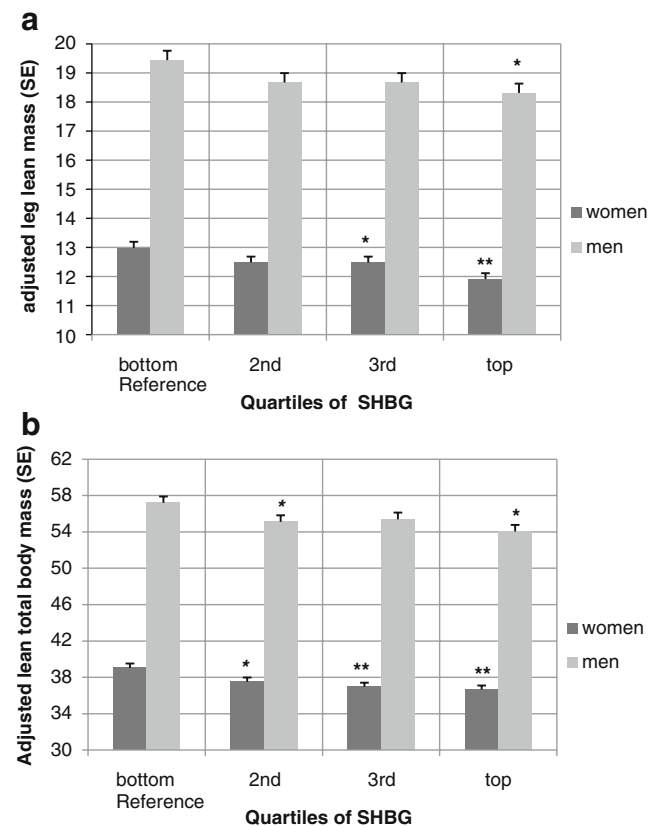 a
adjusted leg lean mass (SE)
20
19
18
17
16
15
14
13
12
11
10
*
*
**
women
men
bottom Reference
2nd
3rd
top
Quartiles of SHBG
b
Adjusted lean total body mass (SE)
62
58
54
50
46
42
38
34
30
*
*
*
**
**
women
men
bottom Reference
2nd
3rd
top
Quartiles of SHBG